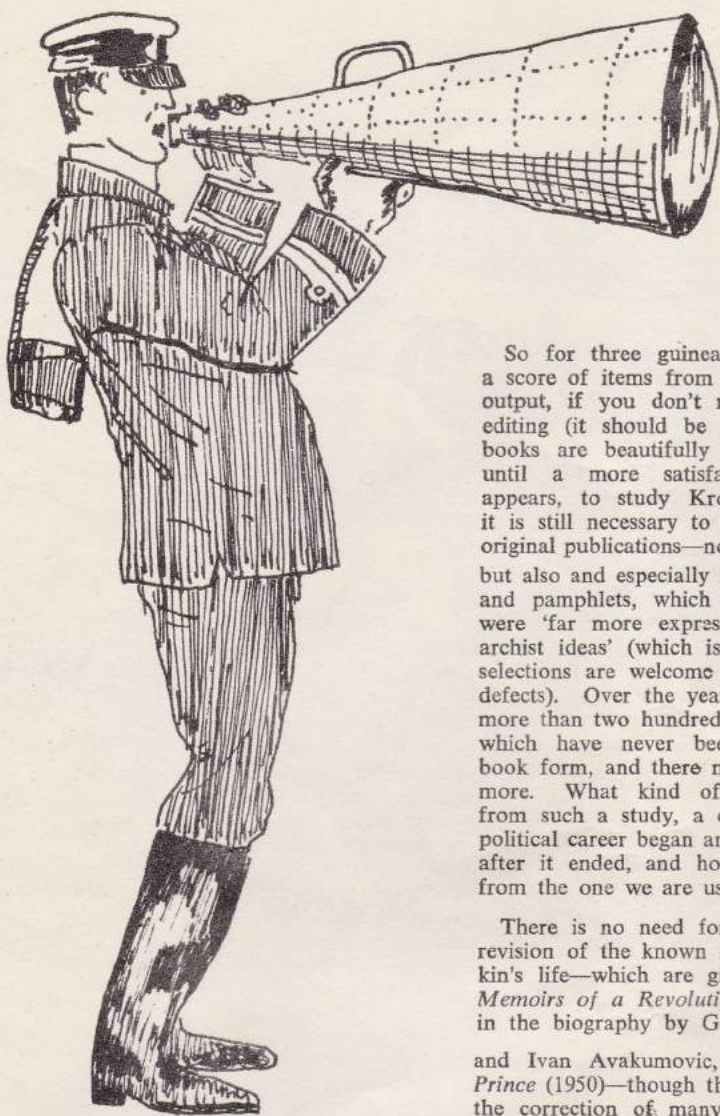 So for three guinea
a score of items from
output, if you don't
editing (it should be
books are beautifully
until a more satisfa
appears, to study Kro
it is still necessary to
original publications—no
but also and especially
and pamphlets, which
were 'far more expres
archist ideas' (which is
selections are welcome
defects). Over the yea
more than two hundred
which have never bee
book form, and there
more. What kind of
from such a study, a
political career began an
after it ended, and ho
from the one we are us
There is no need for
revision of the known
kin's life—which are g
Memoirs of a Revoluti
in the biography by G
and Ivan Avakumovic,
Prince (1950)—though th
the correction of many